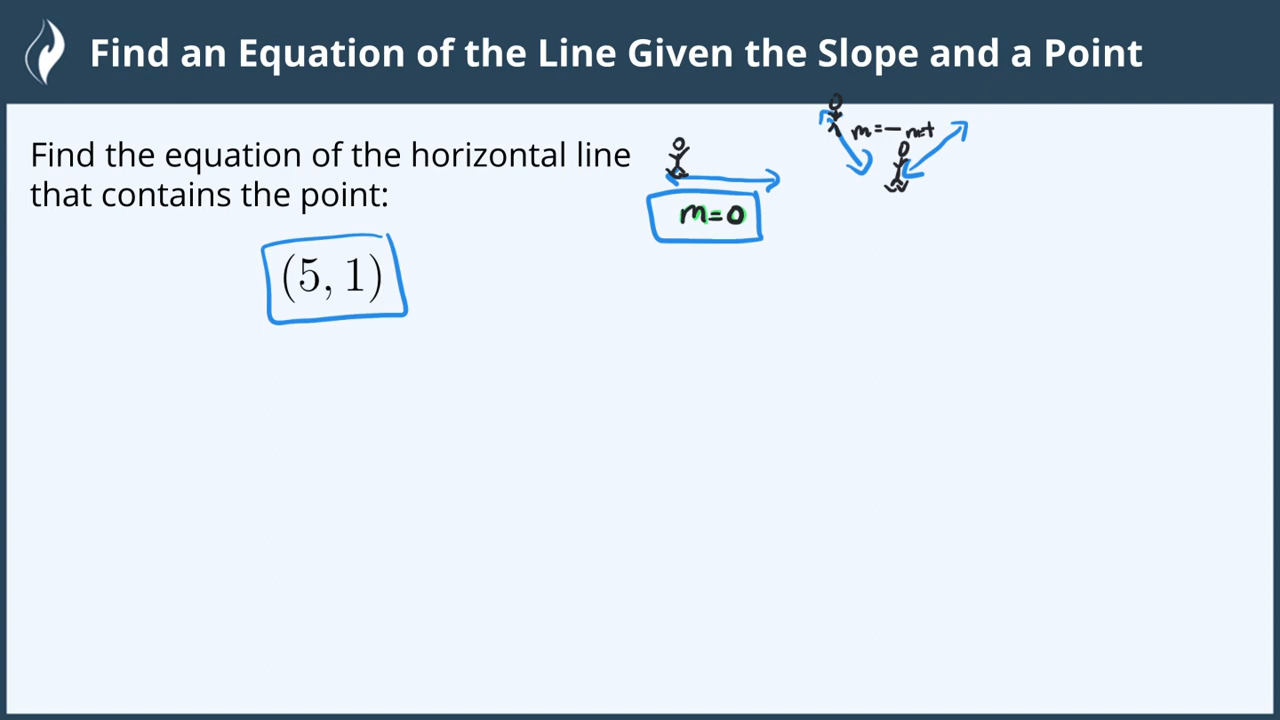 Find an Equation of the Line Given the Slope and a Point
Find the equation of the horizontal line
that contains the point:
(5, 1)
m=0
m=−
m=+